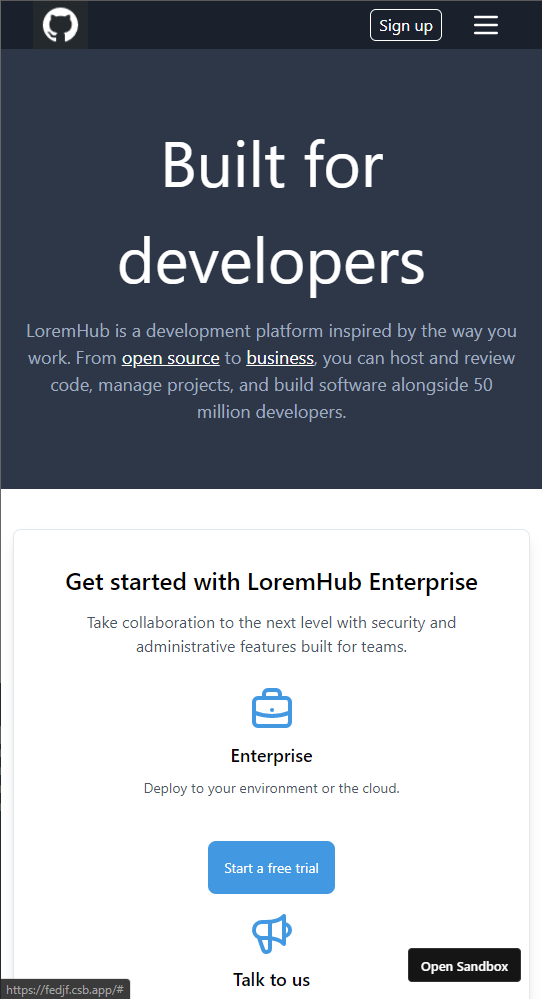 Sign up
Built for
developers
LoremHub is a development platform inspired by the way you
work. From open source to business, you can host and review
code, manage projects, and build software alongside 50
million developers.
Get started with LoremHub Enterprise
Take collaboration to the next level with security and
administrative features built for teams.
Enterprise
Deploy to your environment or the cloud.
Start a free trial
Talk to us
Open Sandbox
https://fedjf.csb.app/#